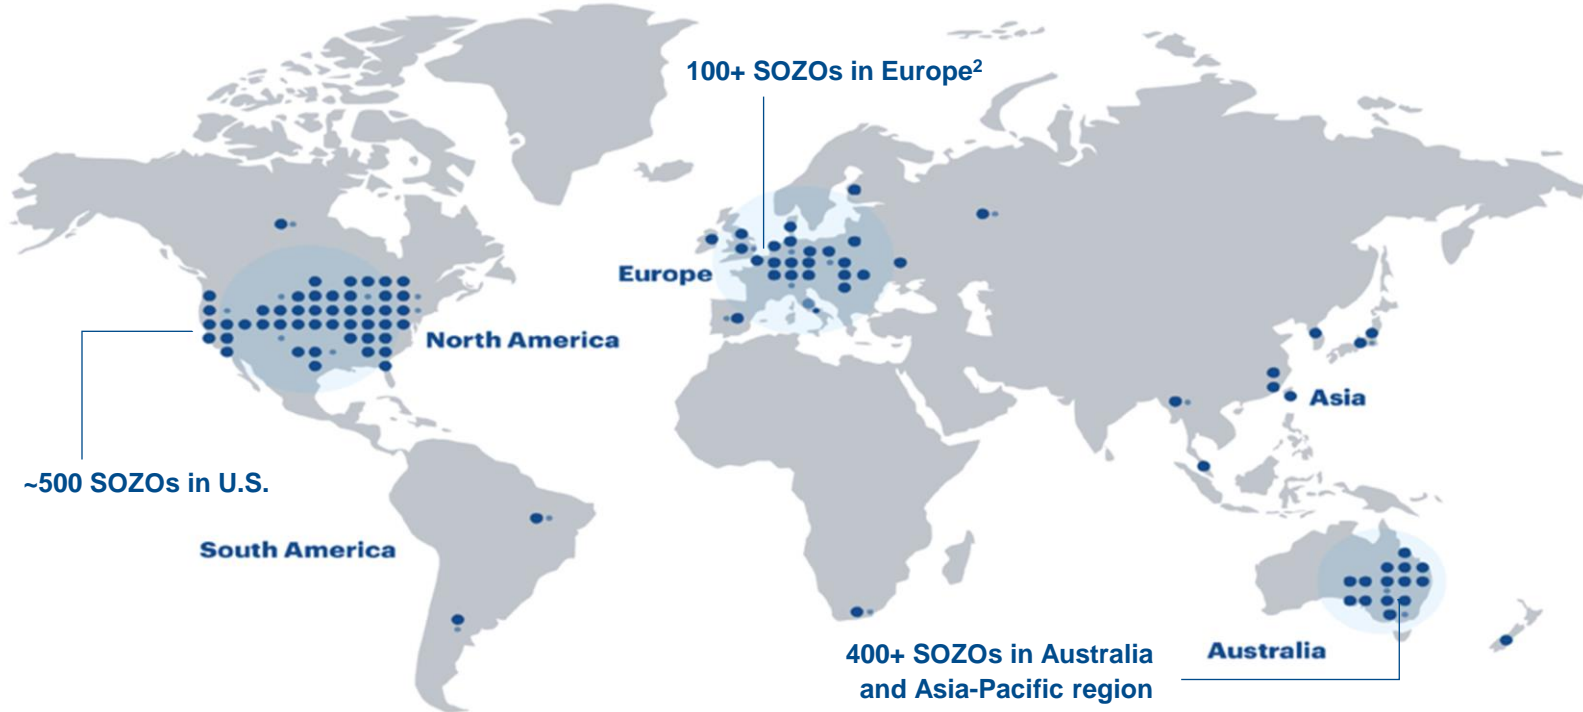 100+ SOZOs in Europe²
Europe
North America
Asia
~500 SOZOs in U.S.
South America
400+ SOZOs in Australia
and Asia-Pacific region
Australia